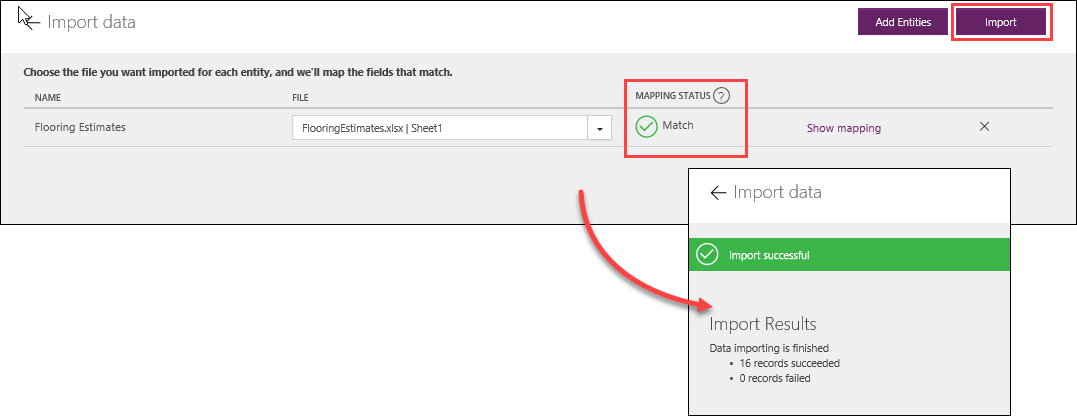 Import data
Add Entities
Import
Choose the file you want imported for each entity, and we'll map the fields that match.
NAME FILE MAPPING STATUS ?
Flooring Estimates FlooringEstimates.xlsx | Sheet1 Match Show mapping
Import data
Import successful
Import Results
Data importing is finished
• 16 records succeeded
• 0 records failed